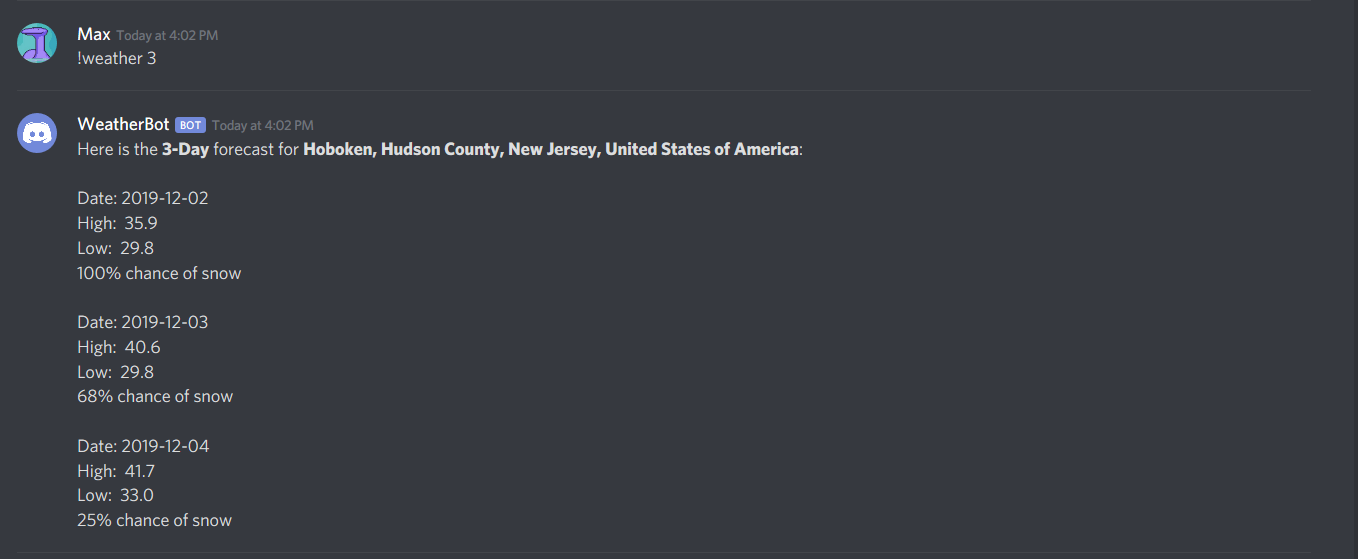 Max Today at 4:02 PM
!weather 3
WeatherBot BOT Today at 4:02 PM
Here is the 3-Day forecast for Hoboken, Hudson County, New Jersey, United States of America:
Date: 2019-12-02
High: 35.9
Low: 29.8
100% chance of snow
Date: 2019-12-03
High: 40.6
Low: 29.8
68% chance of snow
Date: 2019-12-04
High: 41.7
Low: 33.0
25% chance of snow